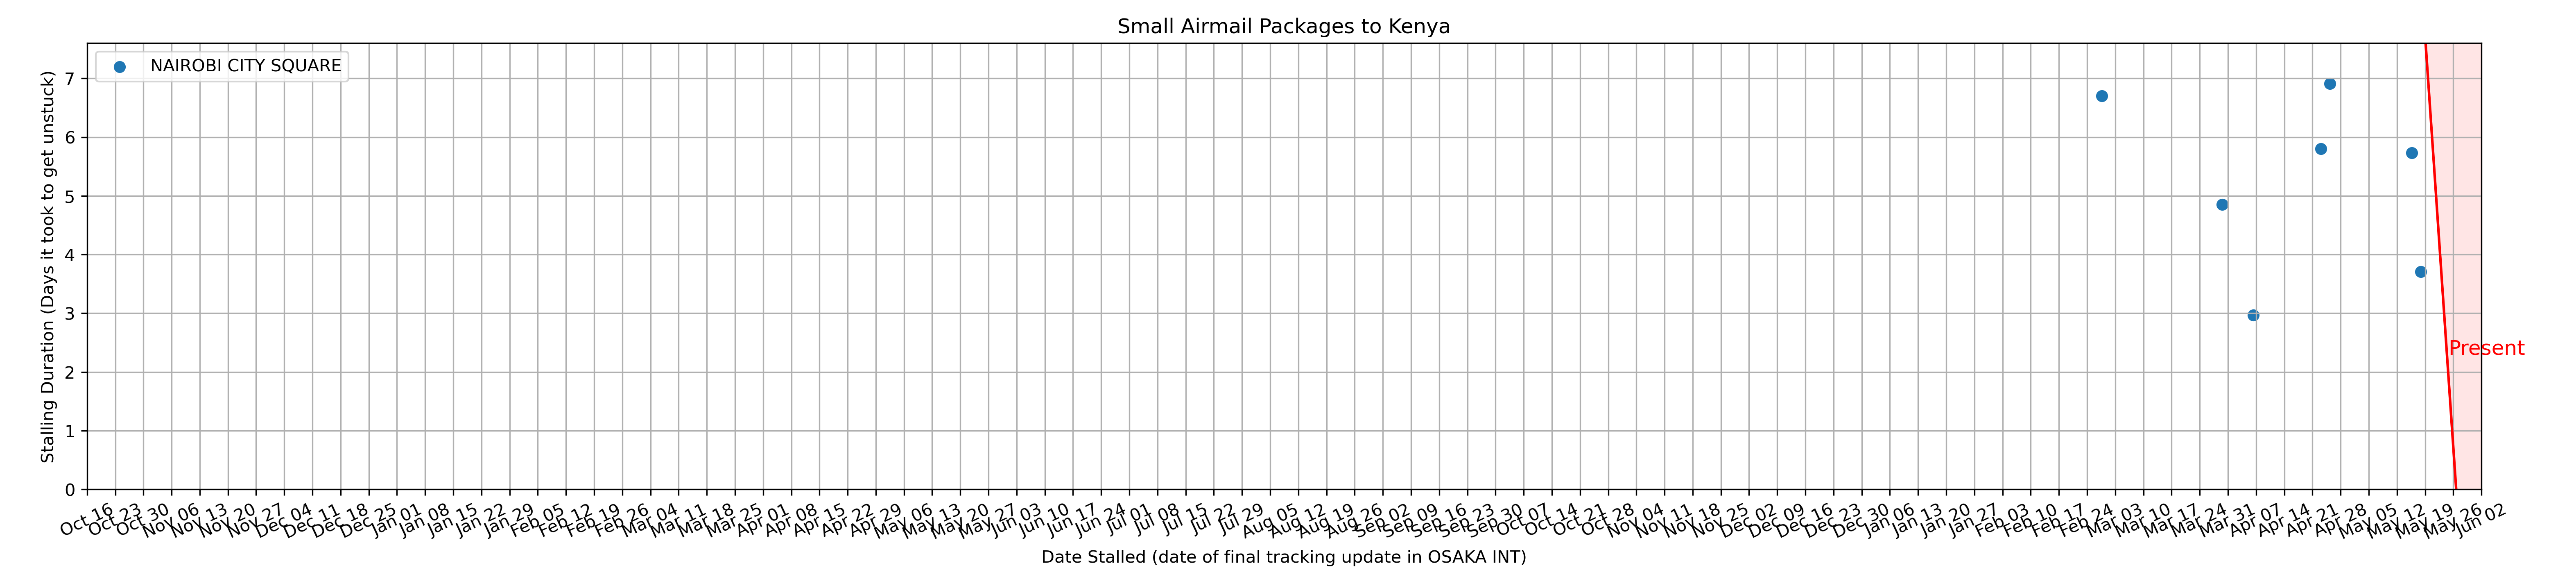 Small Airmail Packages to Kenya
NAIROBI CITY SQUARE
Stalling Duration (Days it took to get unstuck)
7
6
5
4
3
2
1
0
Present
Oct 16 Oct 23 Oct 30 Nov 06 Nov 13 Nov 20 Nov 27 Dec 04 Dec 11 Dec 18 Dec 25 Jan 01 Jan 08 Jan 15 Jan 22 Jan 29 Feb 05 Feb 12 Feb 19 Feb 26 Mar 04 Mar 11 Mar 18 Mar 25 Apr 01 Apr 08 Apr 15 Apr 22 Apr 29 May 06 May 13 May 20 May 27 Jun 03 Jun 10 Jun 17 Jun 24 Jul 01 Jul 08 Jul 15 Jul 22 Jul 29 Aug 05 Aug 12 Aug 19 Aug 26 Sep 02 Sep 09 Sep 16 Sep 23 Sep 30 Oct 07 Oct 14 Oct 21 Oct 28 Nov 04 Nov 11 Nov 18 Nov 25 Dec 02 Dec 09 Dec 16 Dec 23 Dec 30 Jan 06 Jan 13 Jan 20 Jan 27 Feb 03 Feb 10 Feb 17 Feb 24 Mar 03 Mar 10 Mar 17 Mar 24 Mar 31 Apr 07 Apr 14 Apr 21 Apr 28 May 05 May 12 May 19 May 26 Jun 02
Date Stalled (date of final tracking update in OSAKA INT)